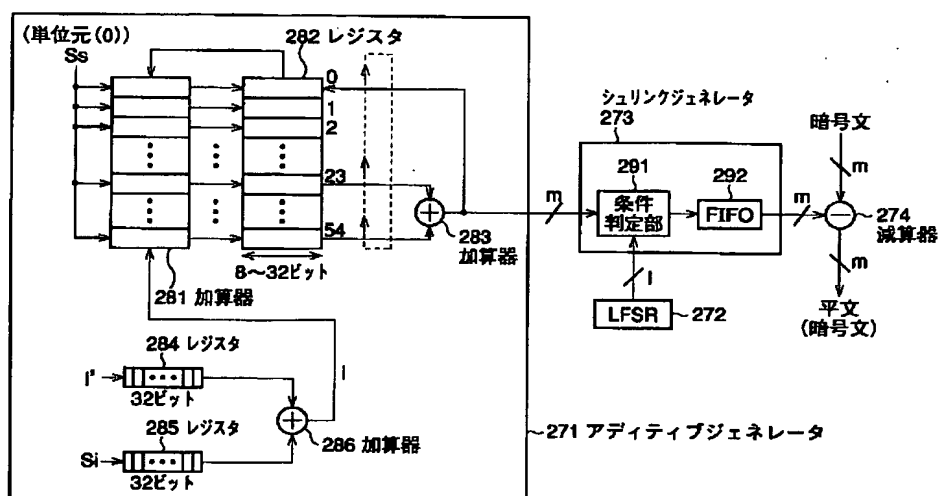 (単位元(0))
Ss
282 レジスタ
0
1
2
23
54
283
加算器
8〜32ビット
281 加算器
284 レジスタ
I'
32ビット
285 レジスタ
Si
32ビット
I
286 加算器
271 アディティブジェネレータ
m
シュリンクジェネレータ
273
291
条件
判定部
292
FIFO
l
LFSR
272
暗号文
m
m
274
減算器
m
平文
(暗号文)